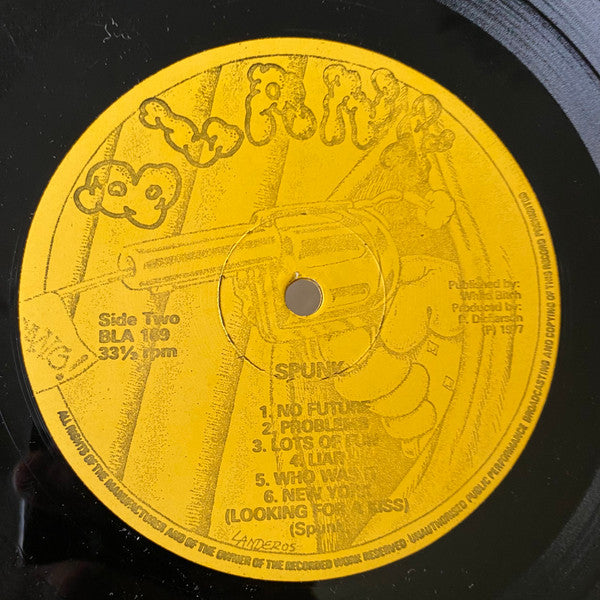 BLANK
Side Two
BLA 169
33⅓ rpm
BANG!
Published by:
Produced by:
(P) 1977
SPUNK
1. NO FUTURE
2. PROBLEMS
3. LOTS OF FUN
4. LIAR
5. WHO WAS IT
6. NEW YORK
(LOOKING FOR A KISS)
(Spunk)
LANDEROS
ALL RIGHTS OF THE MANUFACTURER AND OF THE OWNER OF THE RECORDED WORK RESERVED UNAUTHORISED PUBLIC PERFORMANCE BROADCASTING AND COPYING OF THIS RECORD PROHIBITED